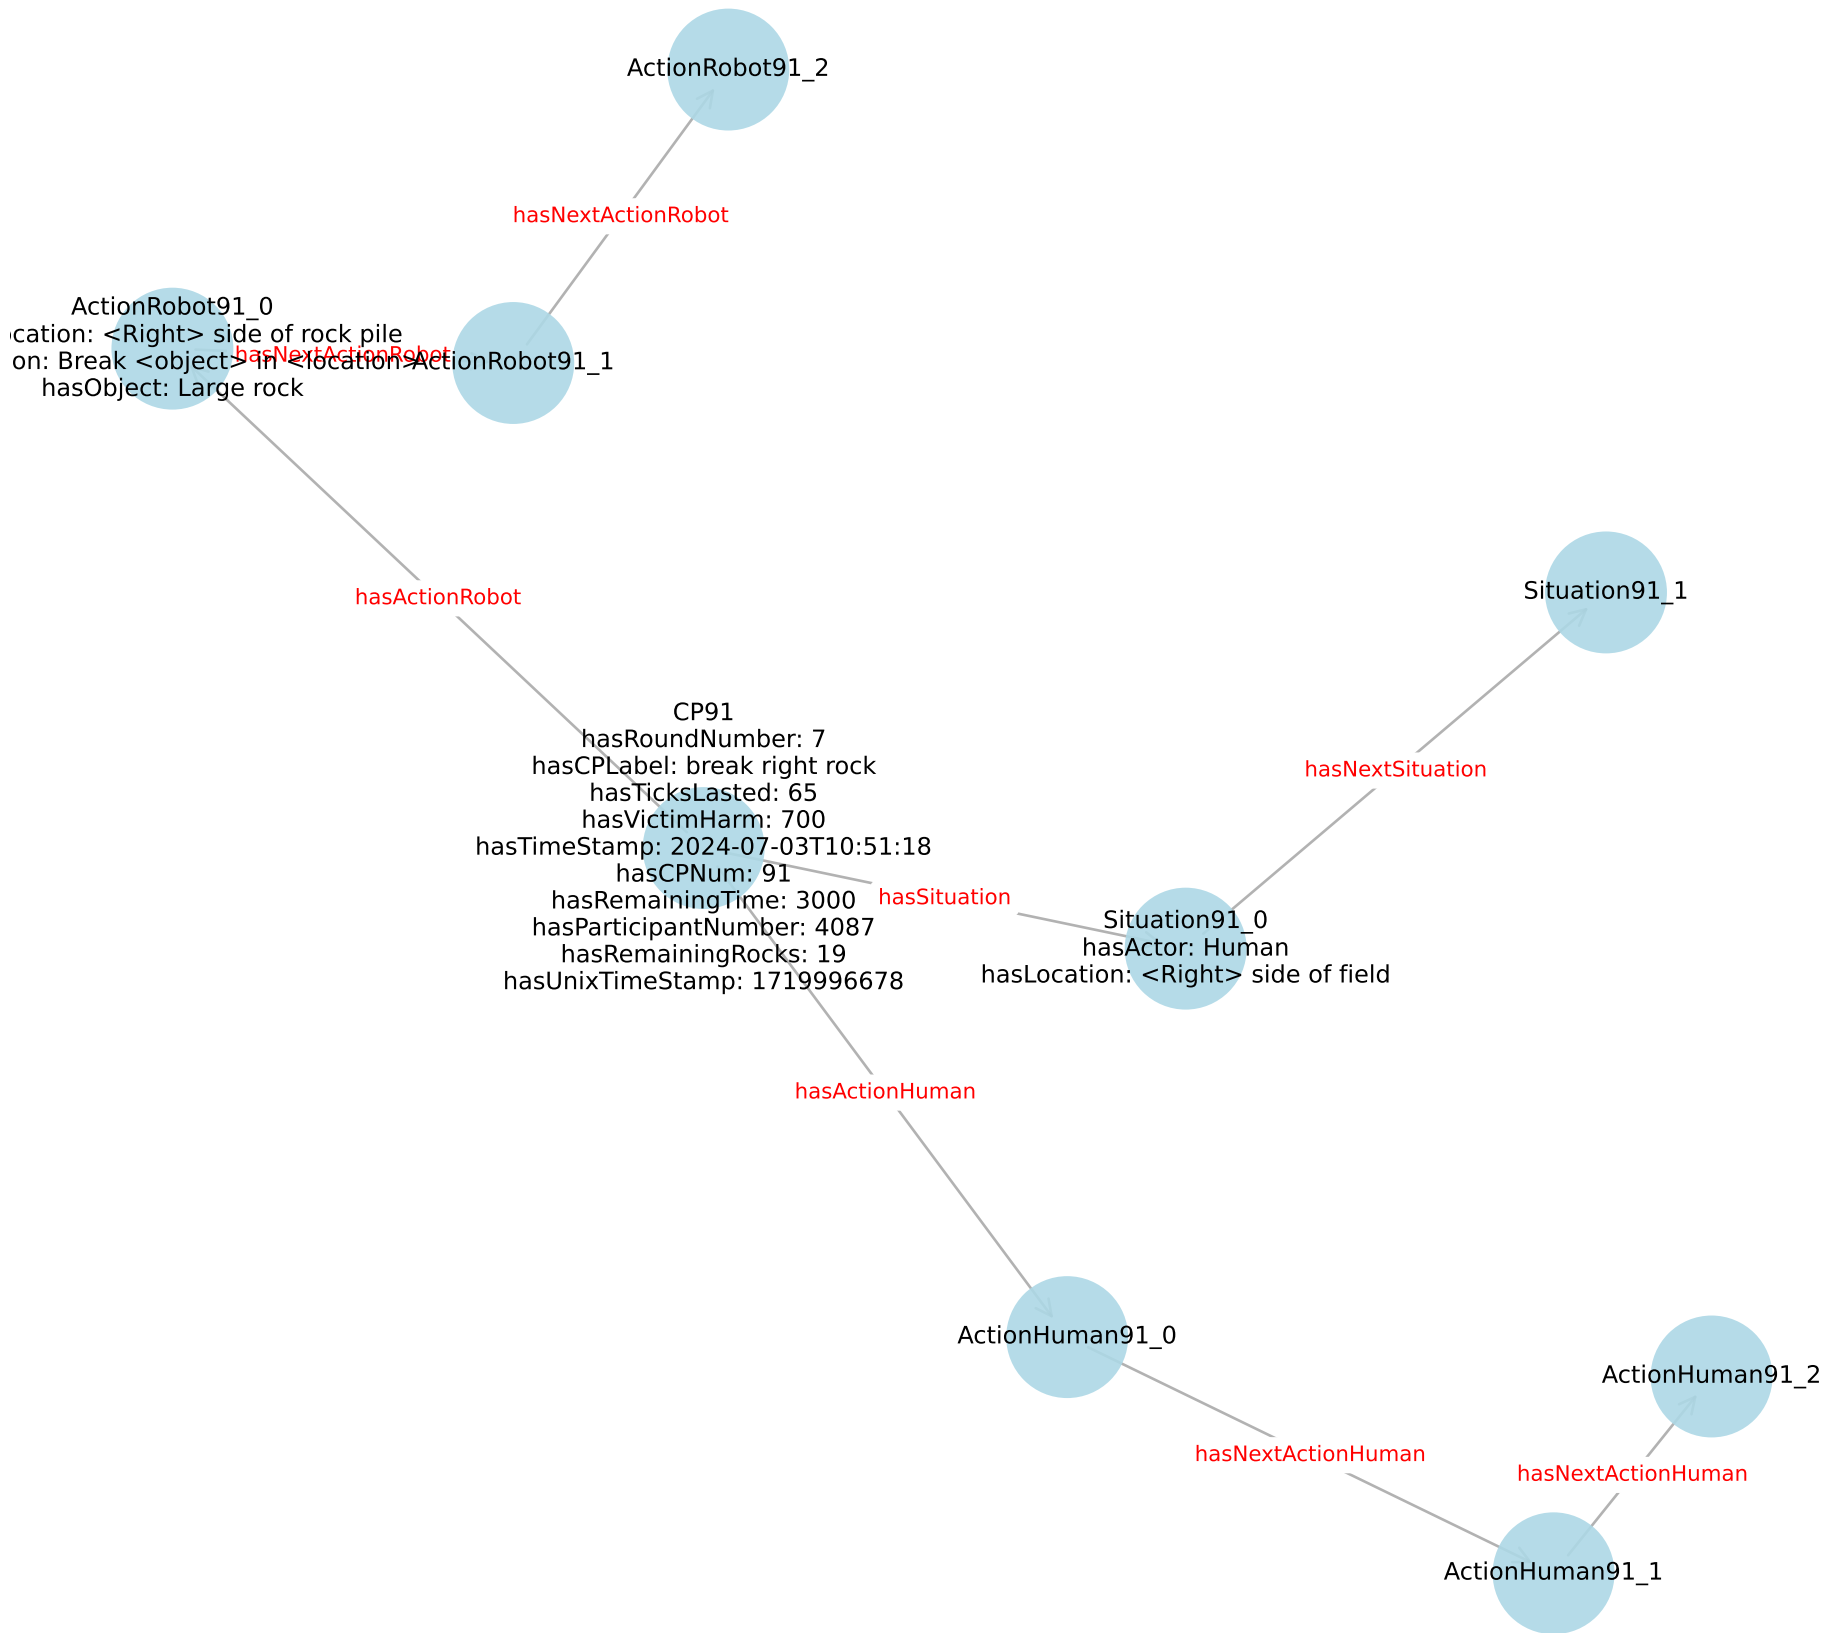 ActionRobot91_2
hasNextActionRobot
ActionRobot91_0
ocation: <Right> side of rock pile
on: Break <object> in <location>
hasObject: Large rock
hasNextActionRobot
ActionRobot91_1
hasActionRobot
Situation91_1
hasNextSituation
CP91
hasRoundNumber: 7
hasCPLabel: break right rock
hasTicksLasted: 65
hasVictimHarm: 700
hasTimeStamp: 2024-07-03T10:51:18
hasCPNum: 91
hasRemainingTime: 3000
hasParticipantNumber: 4087
hasRemainingRocks: 19
hasUnixTimeStamp: 1719996678
hasSituation
Situation91_0
hasActor: Human
hasLocation: <Right> side of field
hasActionHuman
ActionHuman91_0
ActionHuman91_2
hasNextActionHuman
hasNextActionHuman
ActionHuman91_1